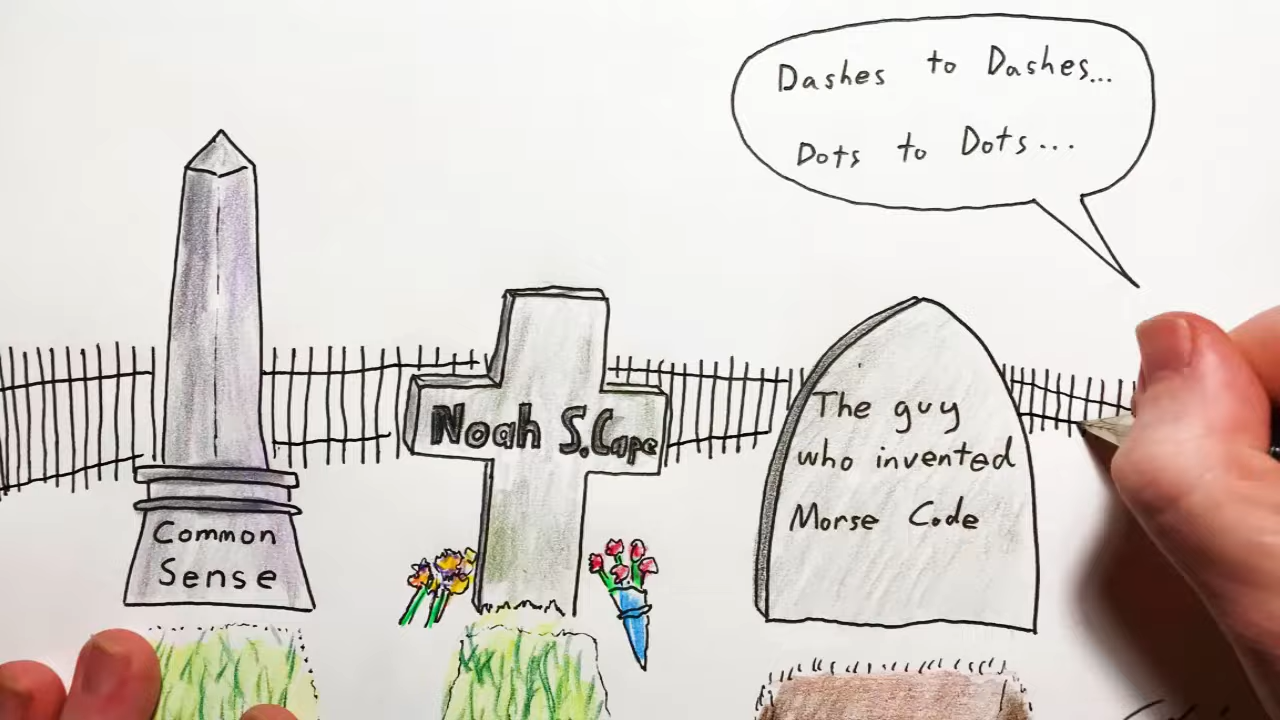 Dashes to Dashes...
Dots to Dots...
Common
Sense
Noah S. Cape
The guy
who invented
Morse Code